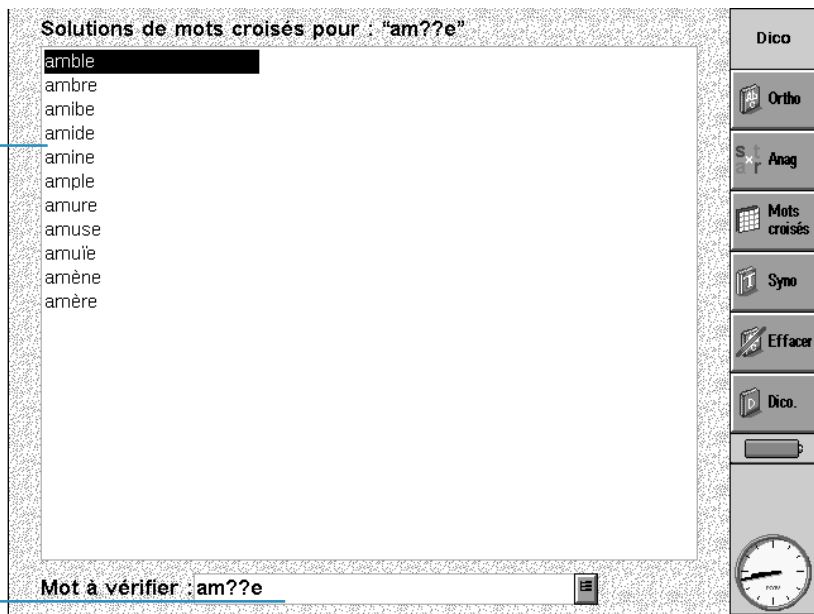 Solutions de mots croisés pour : “am??e”
amble
ambre
amibe
amide
amine
ample
amure
amuse
amuïe
amène
amère
Mot à vérifier : am??e
Dico
Ortho
Anag
Mots
croisés
Syno
Effacer
Dico.